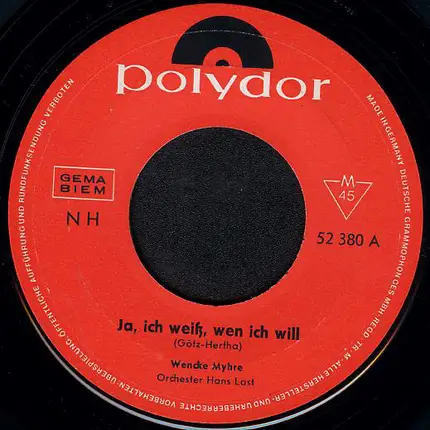 polydor
GEMA
BIEM
NH
M
45
52 380 A
Ja, ich weiß, wen ich will
(Götz-Hertha)
Wencke Myhre
Orchester Hans Last
MADE IN GERMANY. DEUTSCHE GRAMMOPHON GES. MBH-REGD. TR. M. ALLE HERSTELLER- UND URHEBERRECHTE VORBEHALTEN · ÜBERSPIELUNG, ÖFFENTLICHE AUFFÜHRUNG UND RUNDFUNKSENDUNG VERBOTEN